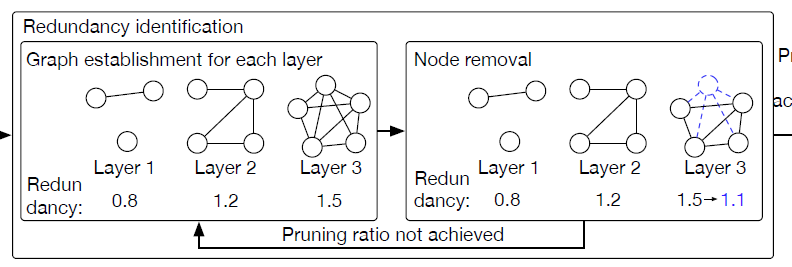 Redundancy identification
Graph establishment for each layer
Layer 1 Layer 2 Layer 3
Redun
dancy: 0.8 1.2 1.5
Node removal
Layer 1 Layer 2 Layer 3
Redun
dancy: 0.8 1.2 1.5→1.1
Pruning ratio not achieved